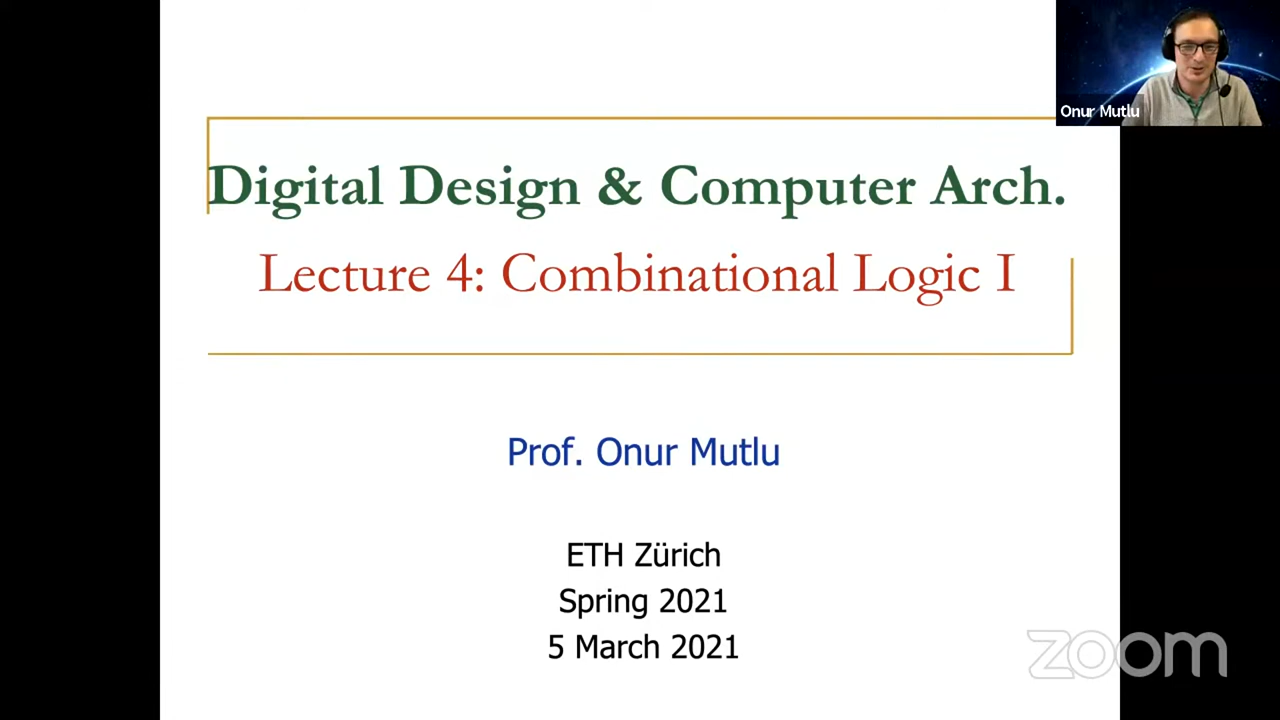 Onur Mutlu
Digital Design & Computer Arch.
Lecture 4: Combinational Logic I
Prof. Onur Mutlu
ETH Zürich
Spring 2021
5 March 2021
zoom